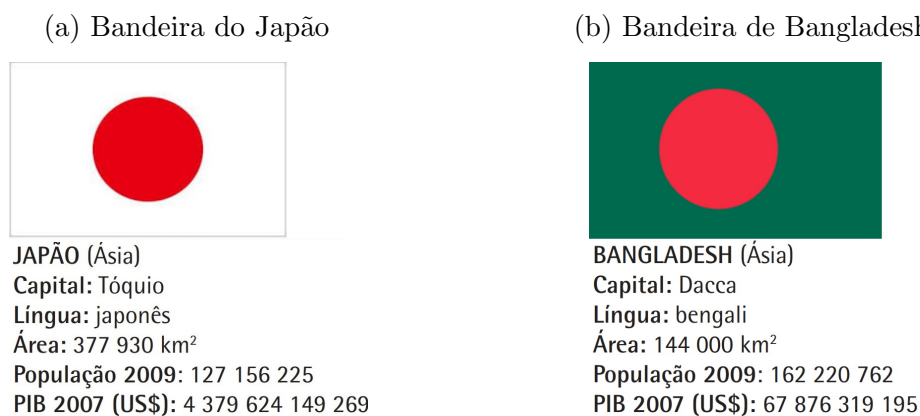 (a) Bandeira do Japão
JAPÃO (Ásia)
Capital: Tóquio
Língua: japonês
Área: 377 930 km²
População 2009: 127 156 225
PIB 2007 (US$): 4 379 624 149 269
(b) Bandeira de Bangladesh
BANGLADESH (Ásia)
Capital: Dacca
Língua: bengali
Área: 144 000 km²
População 2009: 162 220 762
PIB 2007 (US$): 67 876 319 195